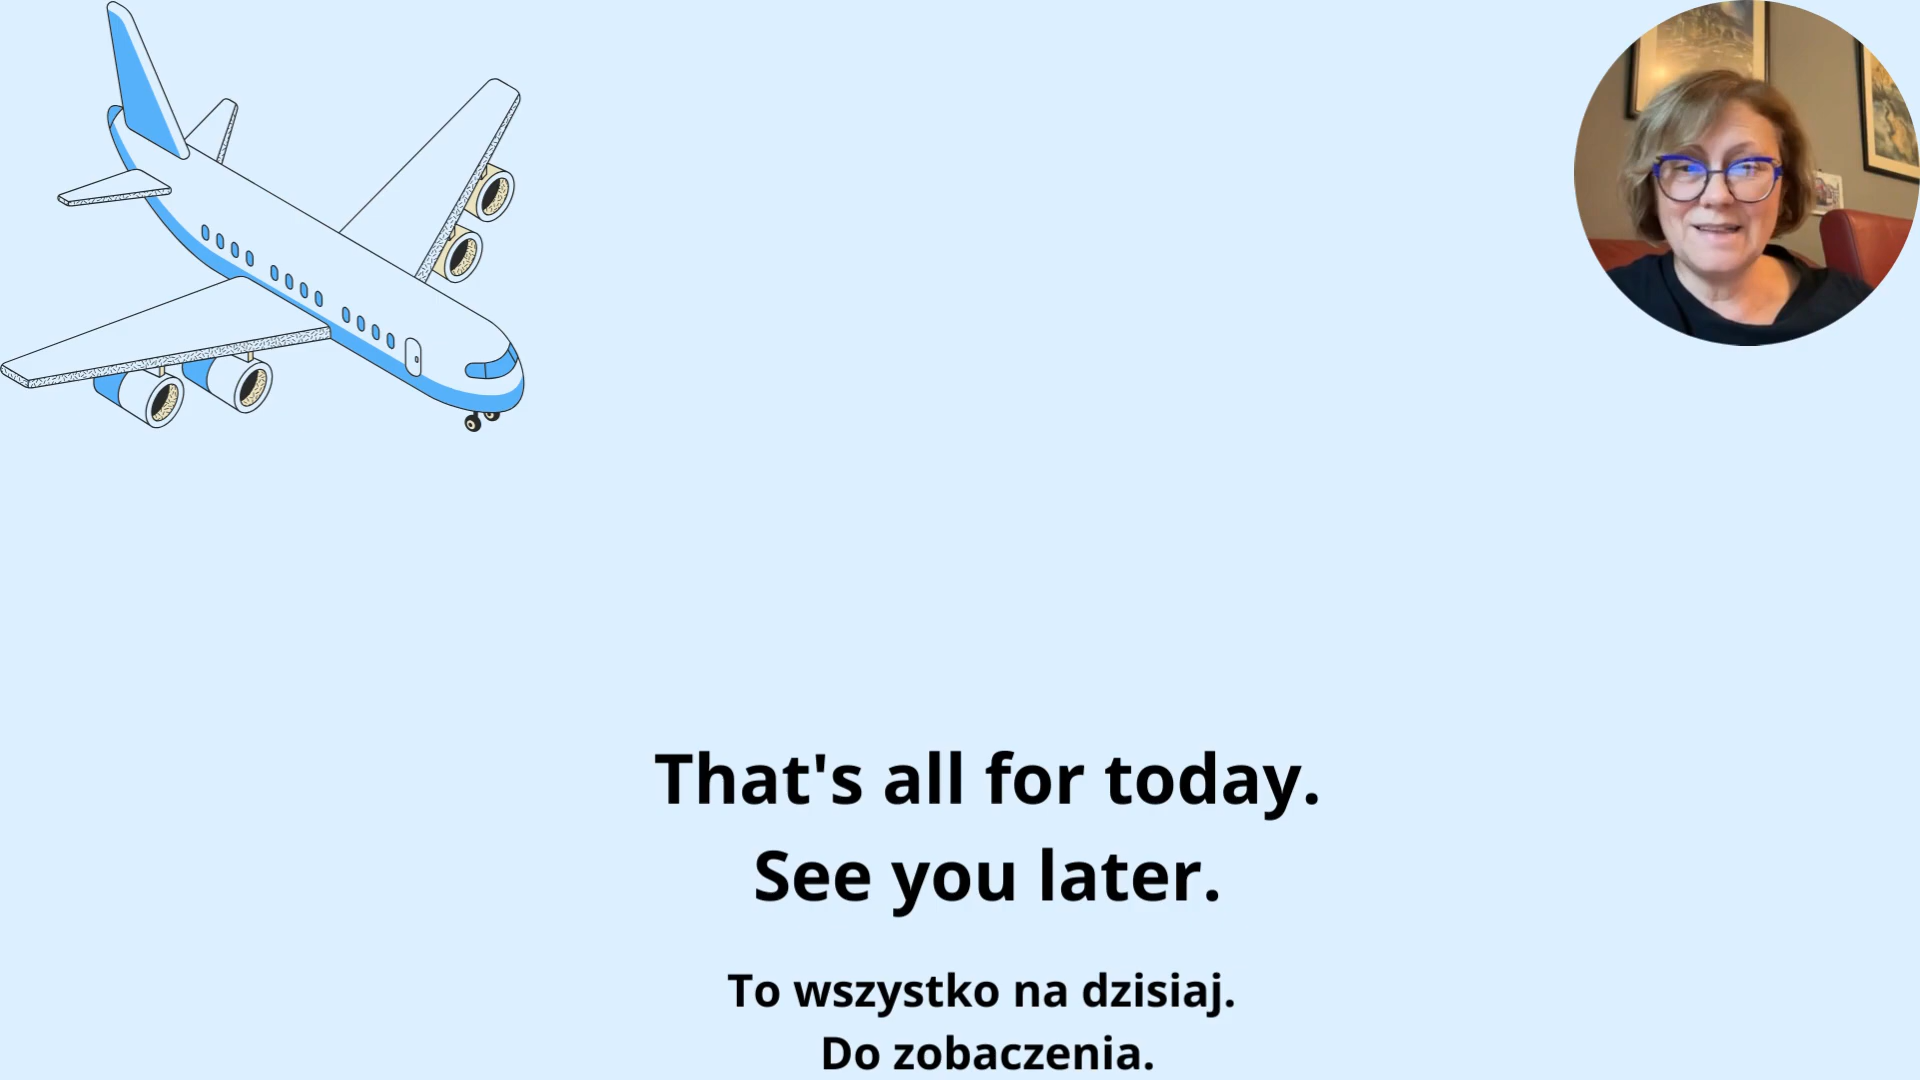 That's all for today.
See you later.
To wszystko na dzisiaj.
Do zobaczenia.